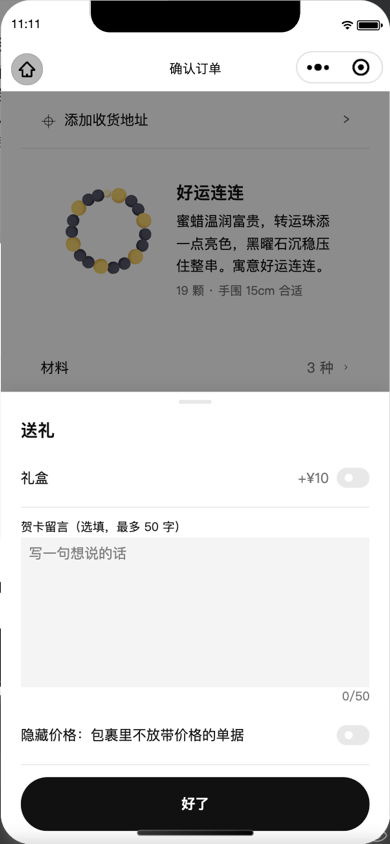 11:11
确认订单
添加收货地址
好运连连
蜜蜡温润富贵，转运珠添
一点亮色，黑曜石沉稳压
住整串。寓意好运连连。
19 颗 · 手围 15cm 合适
材料
3 种
送礼
礼盒
+¥10
贺卡留言（选填，最多 50 字）
写一句想说的话
0/50
隐藏价格：包裹里不放带价格的单据
好了